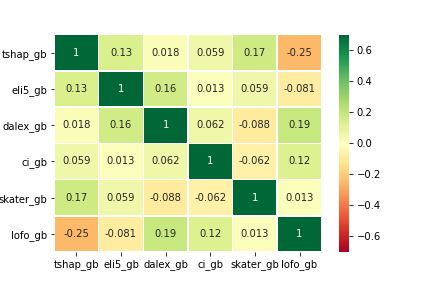 tshap_gb 1 0.13 0.018 0.059 0.17 -0.25
eli5_gb 0.13 1 0.16 0.013 0.059 -0.081
dalex_gb 0.018 0.16 1 0.062 -0.088 0.19
ci_gb 0.059 0.013 0.062 1 -0.062 0.12
skater_gb 0.17 0.059 -0.088 -0.062 1 0.013
lofo_gb -0.25 -0.081 0.19 0.12 0.013 1
tshap_gb eli5_gb dalex_gb ci_gb skater_gb lofo_gb
0.6
0.4
0.2
0.0
−0.2
−0.4
−0.6